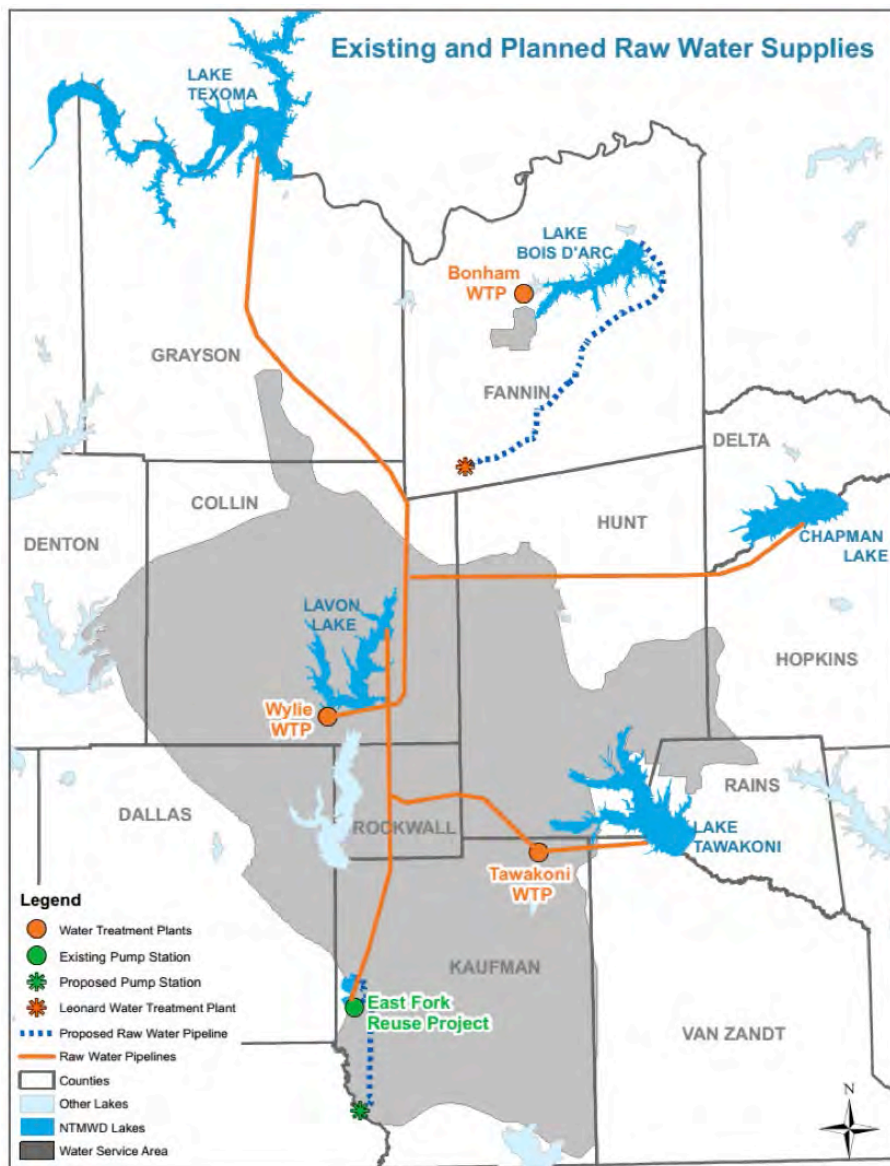 Existing and Planned Raw Water Supplies
LAKE
TEXOMA
LAKE
BOIS D'ARC
Bonham
WTP
GRAYSON
FANNIN
DELTA
COLLIN
HUNT
DENTON
CHAPMAN
LAKE
LAVON
LAKE
HOPKINS
Wylie
WTP
RAINS
DALLAS
ROCKWALL
LAKE
TAWAKONI
Tawakoni
WTP
KAUFMAN
East Fork
Reuse Project
VAN ZANDT
Legend
Water Treatment Plants
Existing Pump Station
Proposed Pump Station
Leonard Water Treatment Plant
Proposed Raw Water Pipeline
Raw Water Pipelines
Counties
Other Lakes
NTMWD Lakes
Water Service Area
N